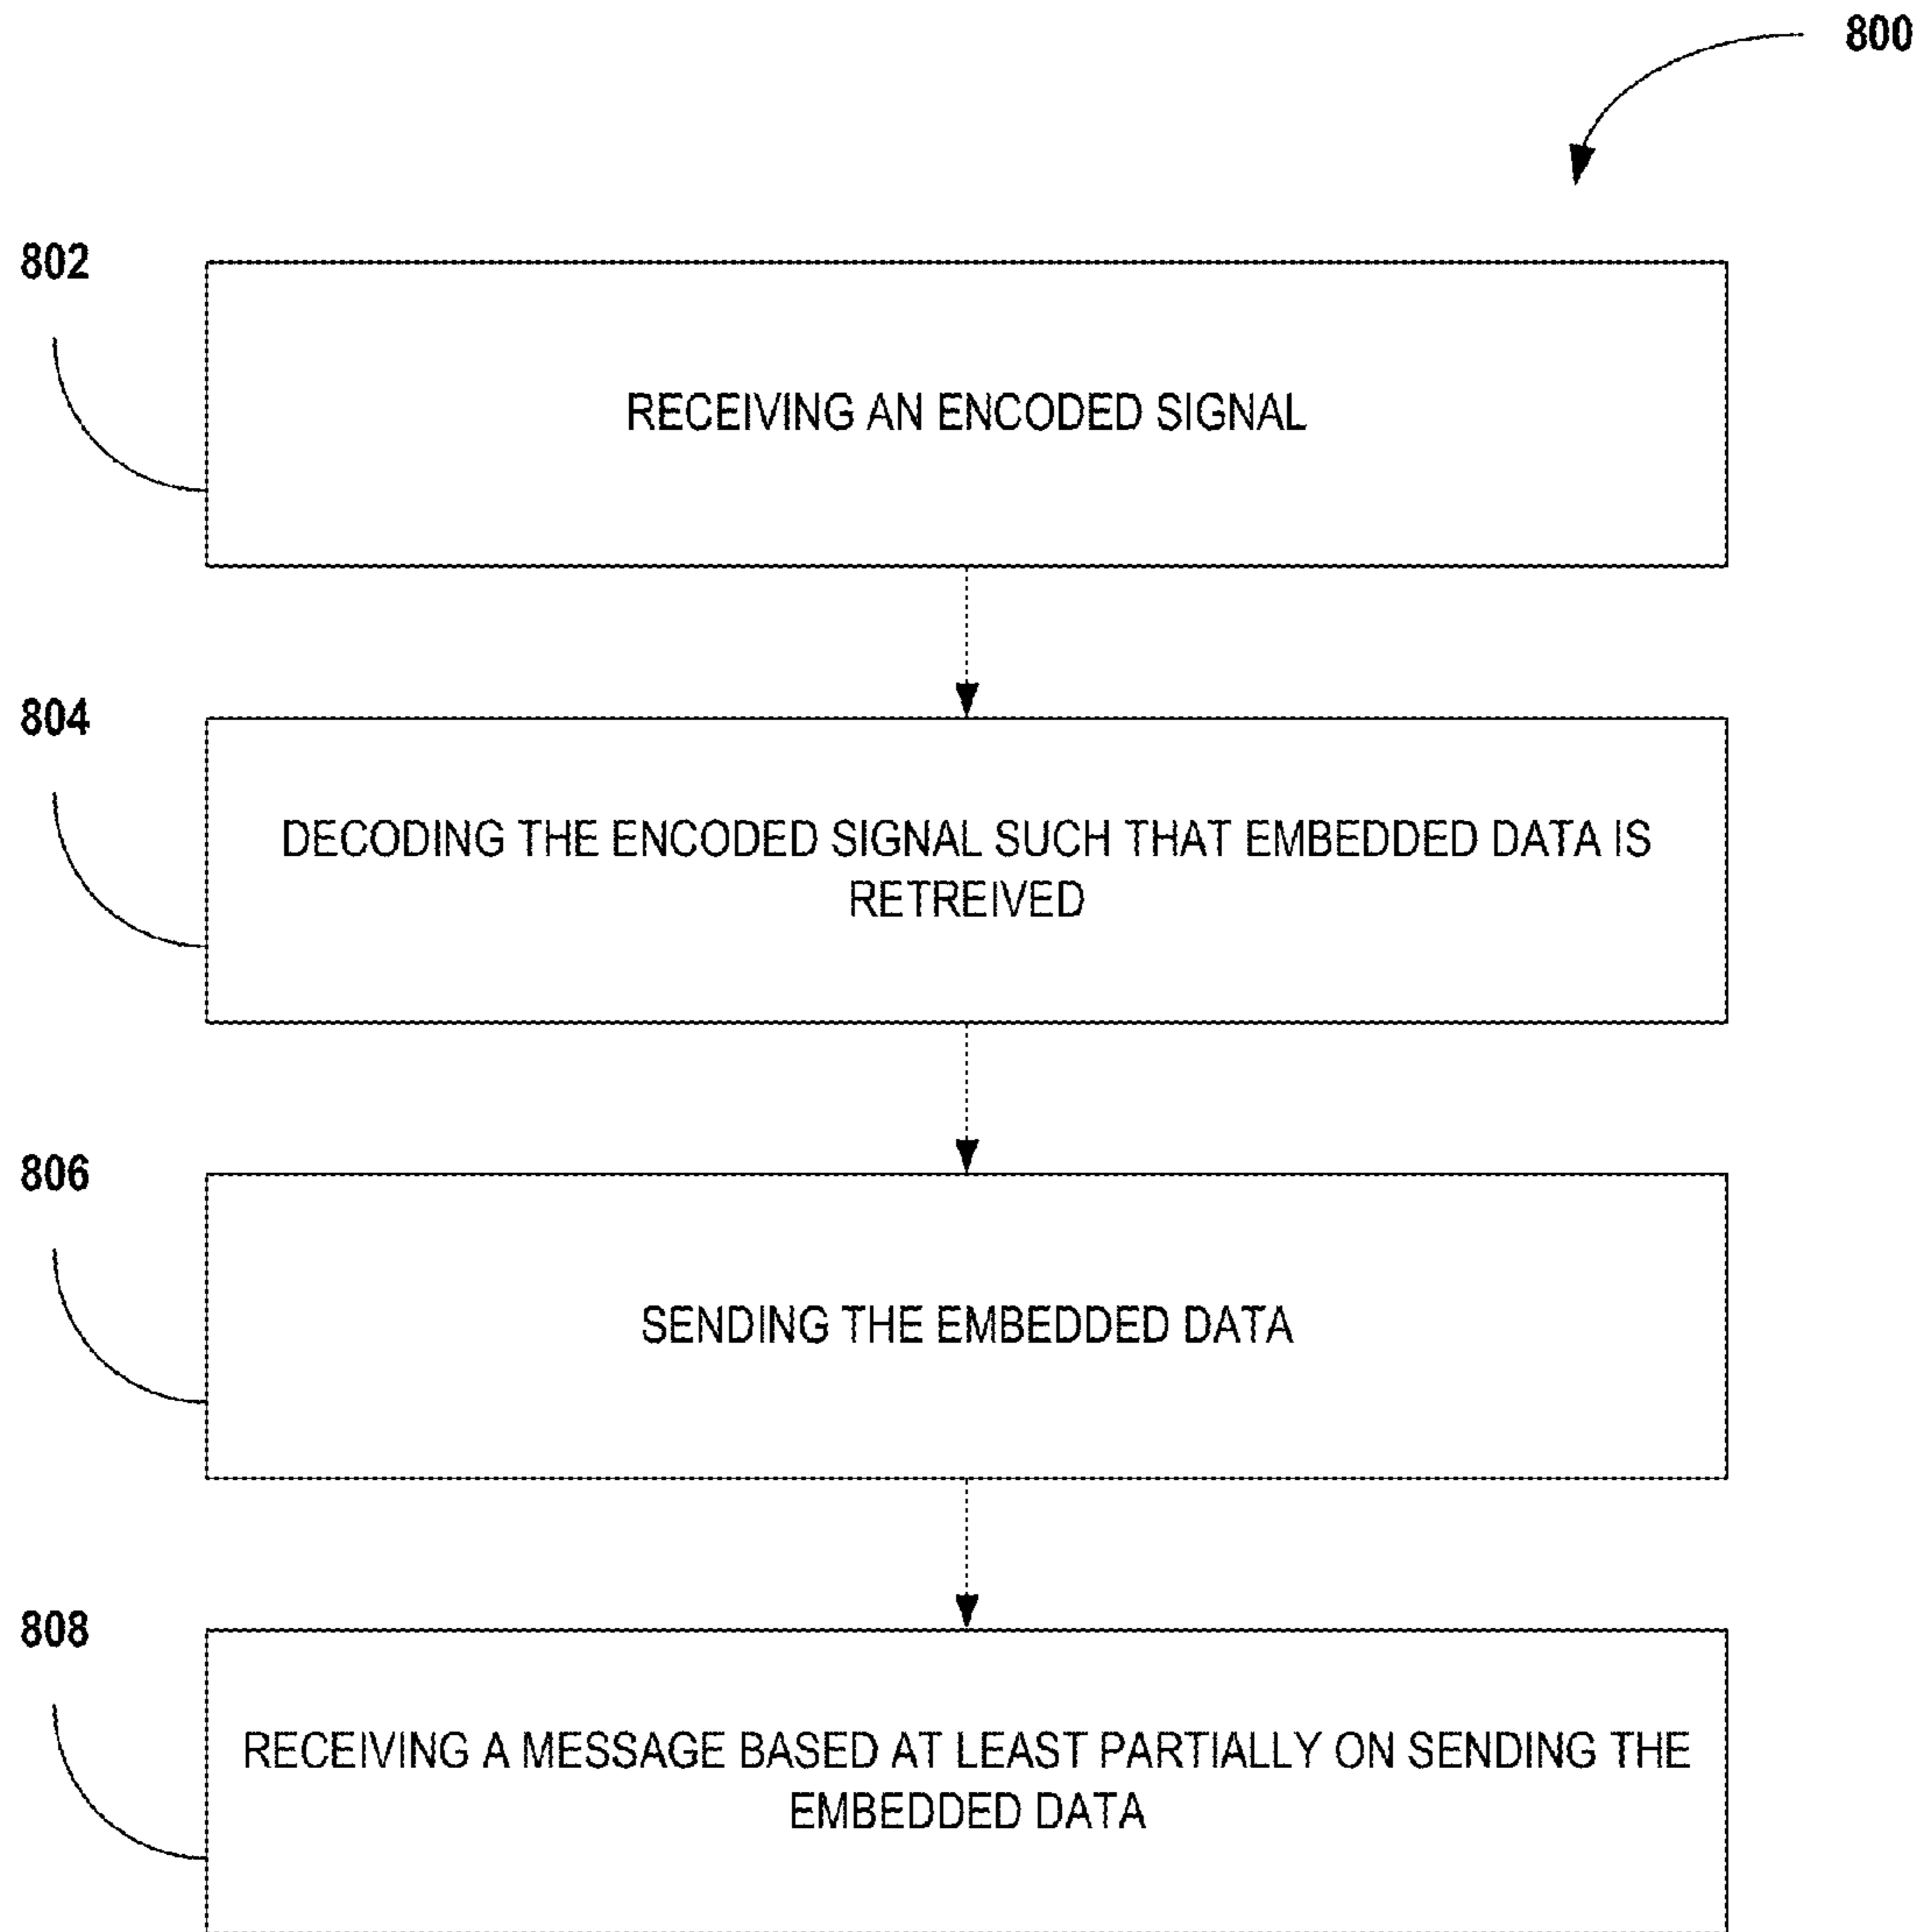 800
802
RECEIVING AN ENCODED SIGNAL
804
DECODING THE ENCODED SIGNAL SUCH THAT EMBEDDED DATA IS
RETREIVED
806
SENDING THE EMBEDDED DATA
808
RECEIVING A MESSAGE BASED AT LEAST PARTIALLY ON SENDING THE
EMBEDDED DATA